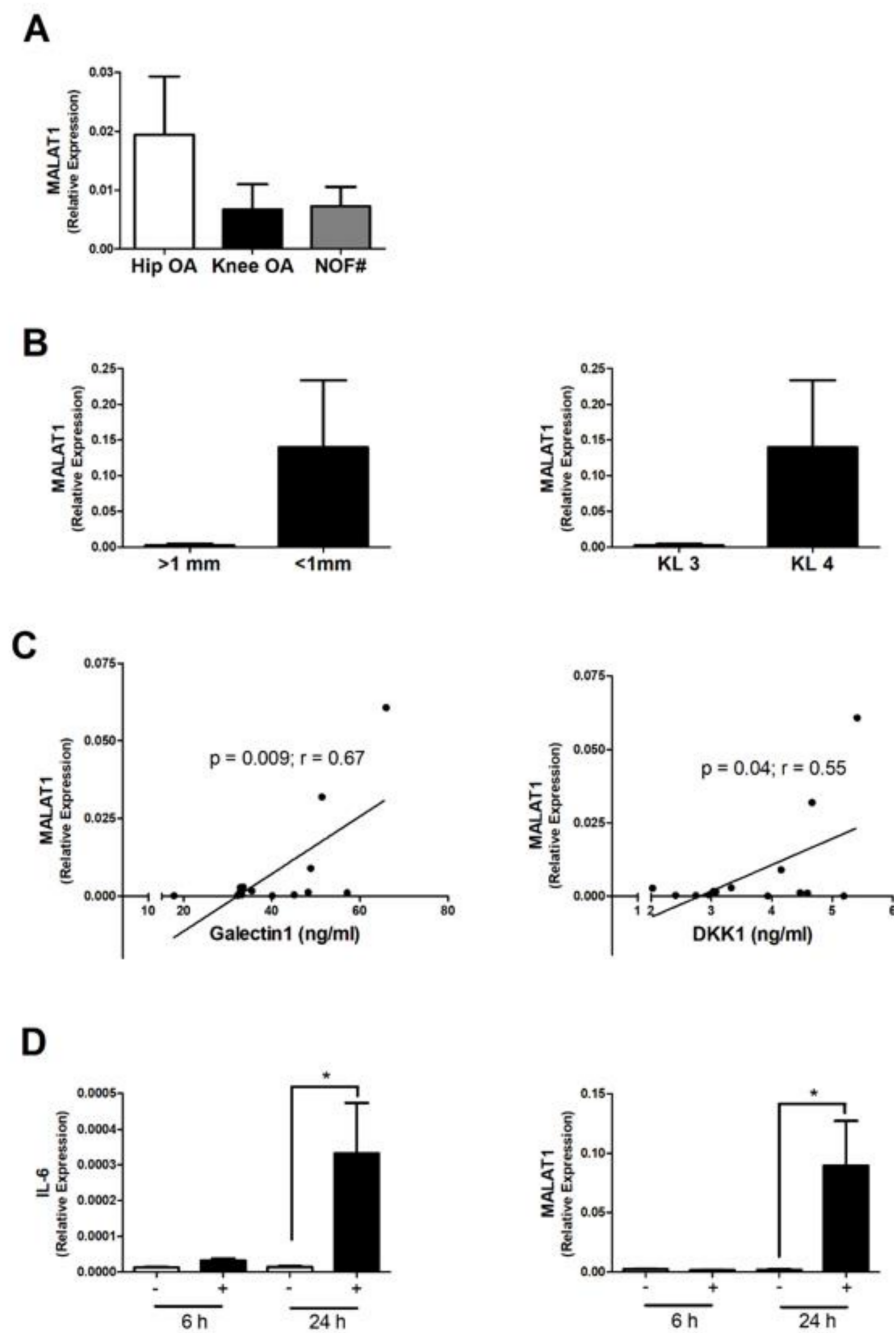 A
MALAT1
(Relative Expression)
0.03
0.02
0.01
0.00
Hip OA Knee OA NOF#
B
MALAT1
(Relative Expression)
0.25
0.20
0.15
0.10
0.05
0.00
>1 mm <1mm
MALAT1
(Relative Expression)
0.25
0.20
0.15
0.10
0.05
0.00
KL 3 KL 4
C
MALAT1
(Relative Expression)
0.075
0.050
0.025
0.000
p = 0.009; r = 0.67
10 20 40 60 80
Galectin1 (ng/ml)
MALAT1
(Relative Expression)
0.075
0.050
0.025
0.000
p = 0.04; r = 0.55
1 2 3 4 5 6
DKK1 (ng/ml)
D
IL-6
(Relative Expression)
0.0005
0.0004
0.0003
0.0002
0.0001
0.0000
*
- + - +
6 h 24 h
MALAT1
(Relative Expression)
0.15
0.10
0.05
0.00
*
- + - +
6 h 24 h